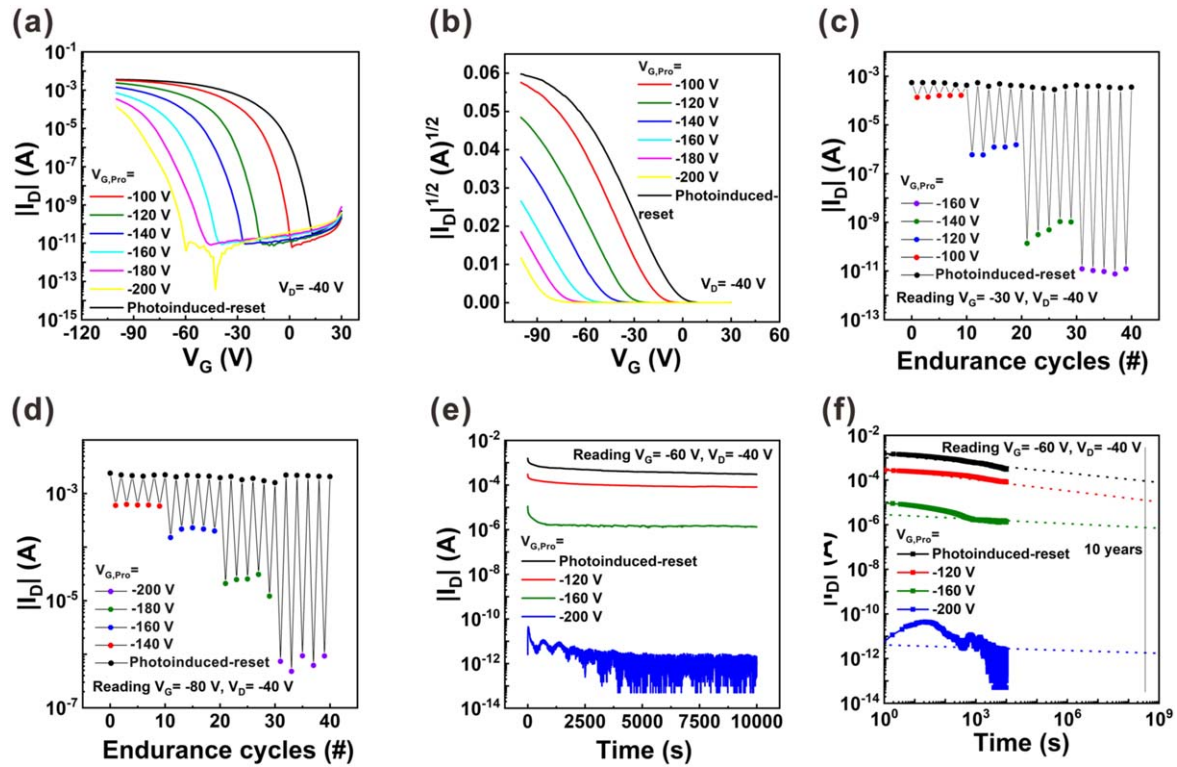 (a)
10⁻¹
10⁻³
10⁻⁵
10⁻⁷
10⁻⁹
10⁻¹¹
10⁻¹³
10⁻¹⁵
|I_D| (A)
V_G,Pro=
-100 V
-120 V
-140 V
-160 V
-180 V
-200 V
Photoinduced-reset
V_D= -40 V
-120 -90 -60 -30 0 30
V_G (V)
(b)
0.06
0.05
0.04
0.03
0.02
0.01
0.00
|I_D|^1/2 (A)^1/2
V_G,Pro=
-100 V
-120 V
-140 V
-160 V
-180 V
-200 V
Photoinduced-
reset
V_D= -40 V
-90 -60 -30 0 30 60
V_G (V)
(c)
10⁻³
10⁻⁵
10⁻⁷
10⁻⁹
10⁻¹¹
10⁻¹³
|I_D| (A)
V_G,Pro=
-160 V
-140 V
-120 V
-100 V
Photoinduced-reset
Reading V_G= -30 V, V_D= -40 V
0 10 20 30 40
Endurance cycles (#)
(d)
10⁻³
10⁻⁵
10⁻⁷
|I_D| (A)
V_G,Pro=
-200 V
-180 V
-160 V
-140 V
Photoinduced-reset
Reading V_G= -80 V, V_D= -40 V
0 10 20 30 40
Endurance cycles (#)
(e)
10⁻²
10⁻⁴
10⁻⁶
10⁻⁸
10⁻¹⁰
10⁻¹²
10⁻¹⁴
|I_D| (A)
Reading V_G= -60 V, V_D= -40 V
V_G,Pro=
Photoinduced-reset
-120 V
-160 V
-200 V
0 2500 5000 7500 10000
Time (s)
(f)
10⁻²
10⁻⁴
10⁻⁶
10⁻⁸
10⁻¹⁰
10⁻¹²
10⁻¹⁴
|I_D| (A)
Reading V_G= -60 V, V_D= -40 V
V_G,Pro=
10 years
Photoinduced-reset
-120 V
-160 V
-200 V
10⁰ 10³ 10⁶ 10⁹
Time (s)